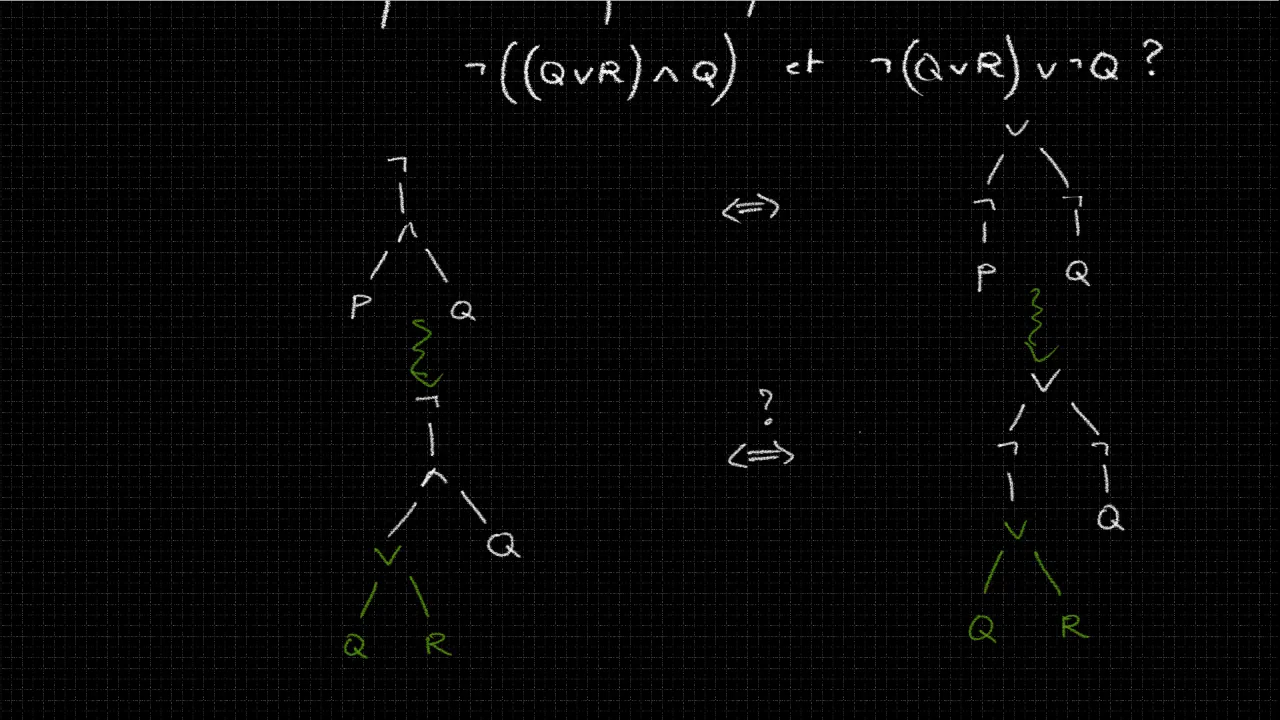 ¬((Q∨R)∧Q) et ¬(Q∨R)∨¬Q ?
∨
¬
¬ ¬
⇔
∧
P Q
P Q
∨
¬
?
¬ ¬
⇔
∧
Q
∨
Q
∨
Q R
Q R